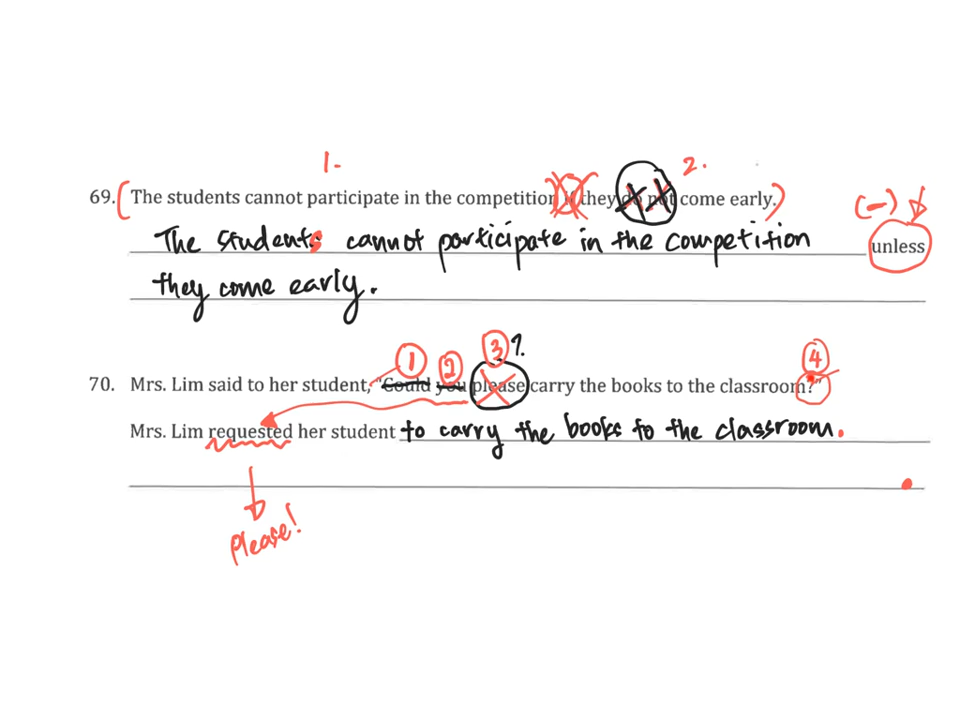 1. 2.
69. (The students cannot participate in the competition if they do not come early.) (-)
The students cannot participate in the competition unless
they come early.
① ② ③ ?. ④
70. Mrs. Lim said to her student, "Could you please carry the books to the classroom?"
Mrs. Lim requested her student to carry the books to the classroom.
Please!